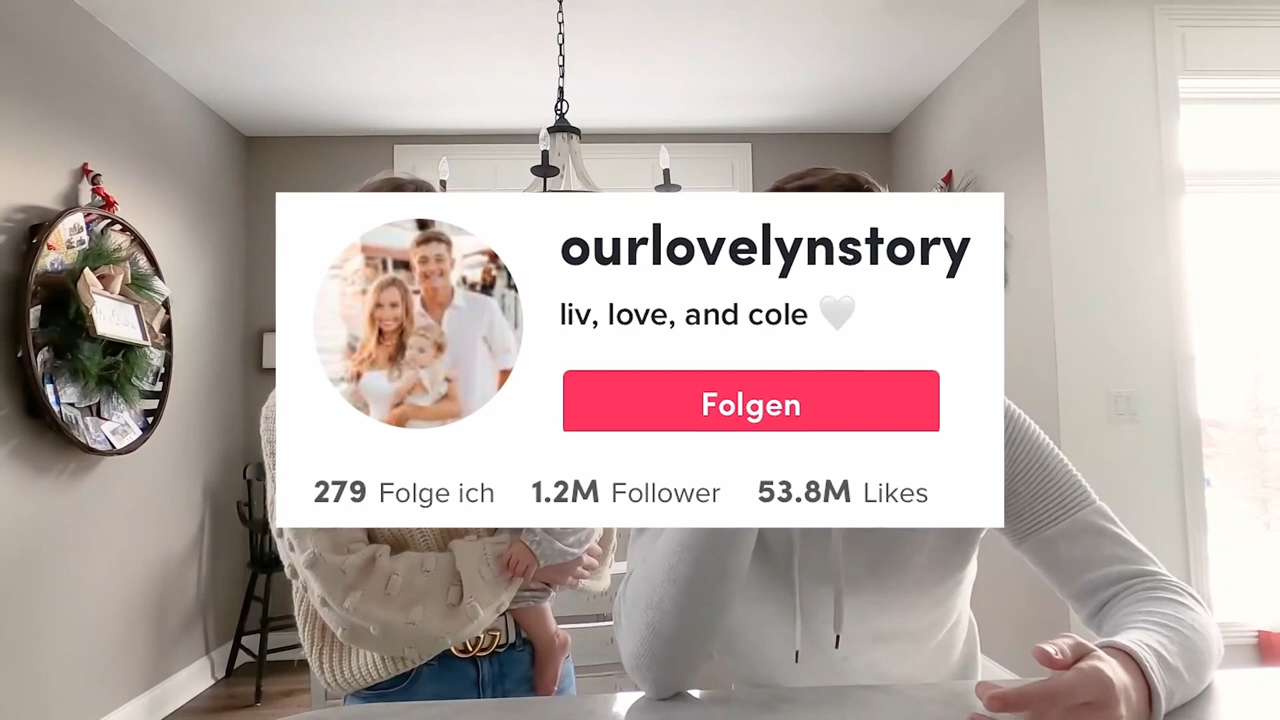 ourlovelynstory
liv, love, and cole 🤍
Folgen
279 Folge ich 1.2M Follower 53.8M Likes